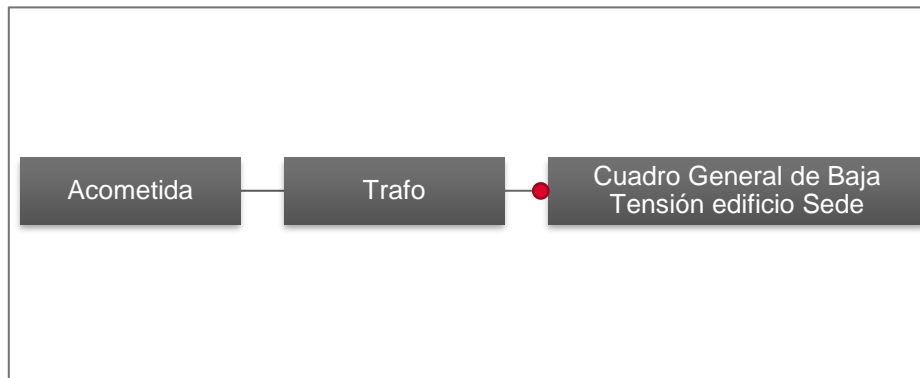 Acometida
Trafo
Cuadro General de Baja
Tensión edificio Sede